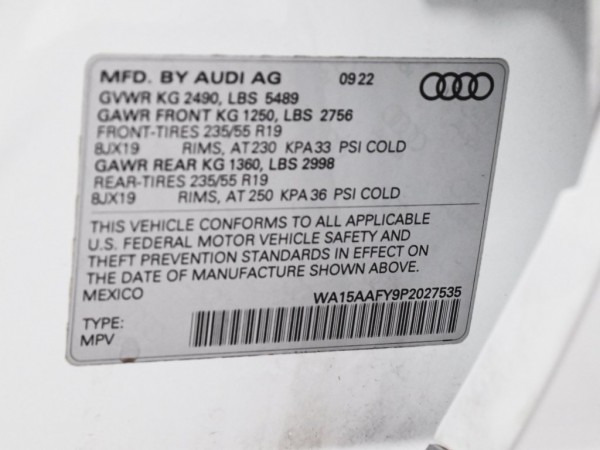 MFD. BY AUDI AG 09 22
GVWR KG 2490, LBS 5489
GAWR FRONT KG 1250, LBS 2756
FRONT-TIRES 235/55 R19
8JX19 RIMS, AT 230 KPA 33 PSI COLD
GAWR REAR KG 1360, LBS 2998
REAR-TIRES 235/55 R19
8JX19 RIMS, AT 250 KPA 36 PSI COLD
THIS VEHICLE CONFORMS TO ALL APPLICABLE
U.S. FEDERAL MOTOR VEHICLE SAFETY AND
THEFT PREVENTION STANDARDS IN EFFECT ON
THE DATE OF MANUFACTURE SHOWN ABOVE.
MEXICO WA15AAFY9P2027535
TYPE:
MPV